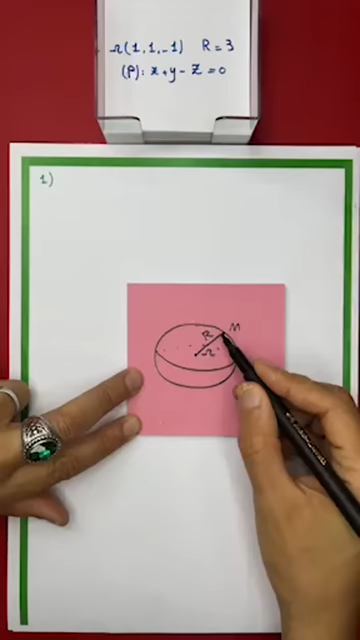 Ω(1,1,-1) R=3
(P): x+y-z=0
1)
M
R
Ω